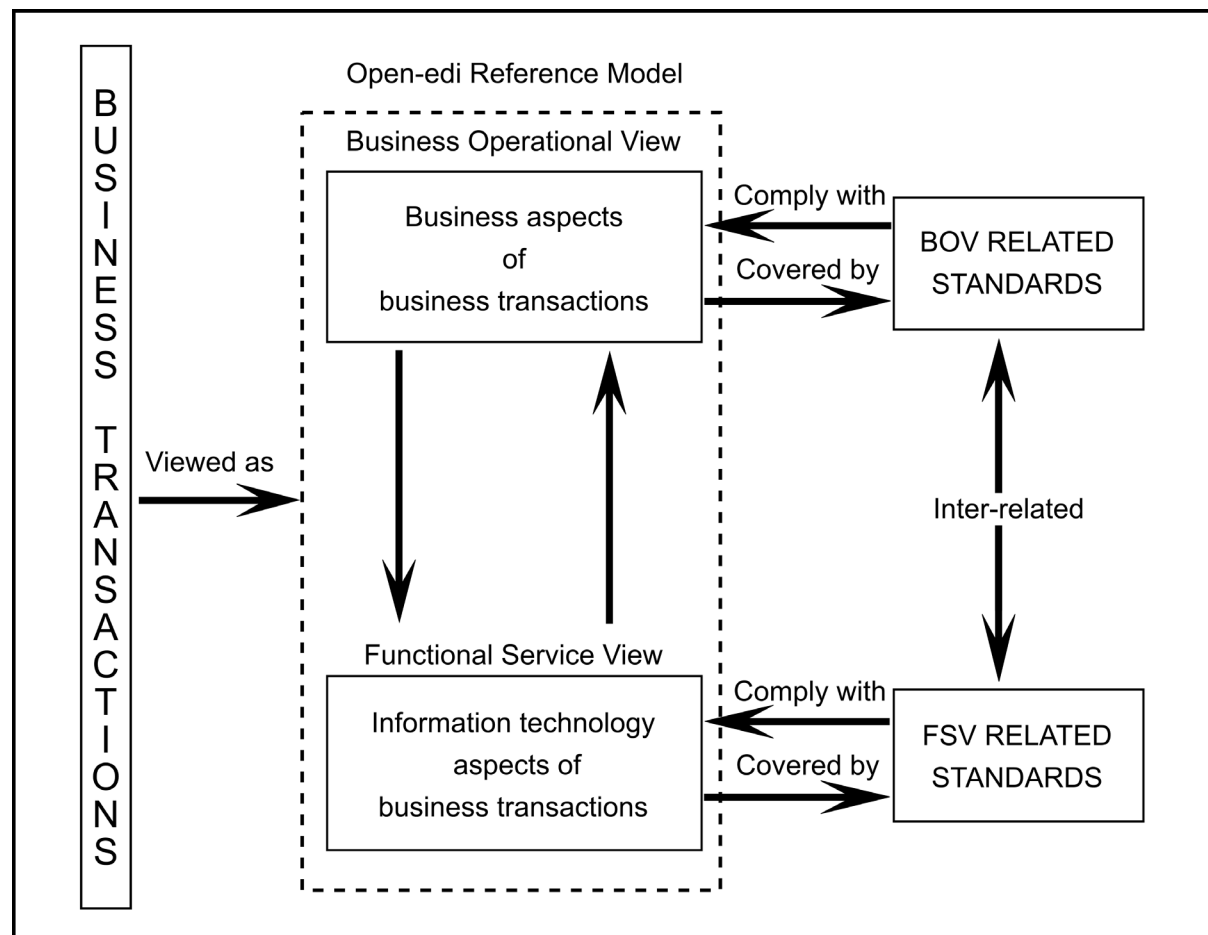 BUSINESS TRANSACTIONS
Open-edi Reference Model
Business Operational View
Business aspects
of
business transactions
Comply with
Covered by
BOV RELATED
STANDARDS
Viewed as
Inter-related
Functional Service View
Information technology
aspects of
business transactions
Comply with
Covered by
FSV RELATED
STANDARDS